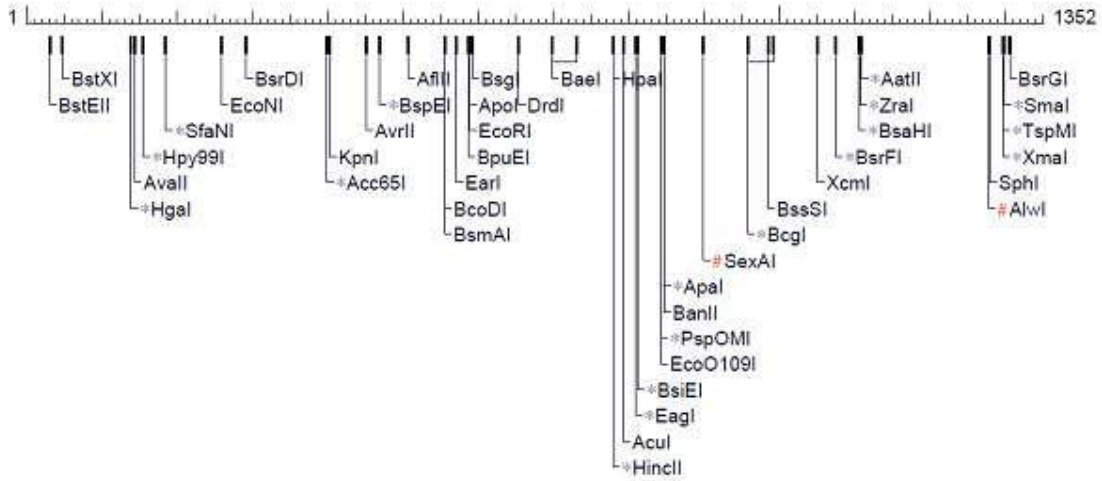 1 1352
BstXI BsrDI AflII BsgI BaeI HpaI *AatII BsrGI
BstEII EcoNI *BspEI ApoI DrdI *ZraI *SmaI
*SfaNI AvrII EcoRI *BsaHI *TspMI
*Hpy99I KpnI BpuEI *BsrFI *XmaI
AvaII *Acc65I EarI XcmI SphI
*HgaI BcoDI BssSI #AlwI
BsmAI *BcgI
#SexAI
*ApaI
BanII
*PspOMI
EcoO109I
*BsiEI
*EagI
AcuI
*HincII